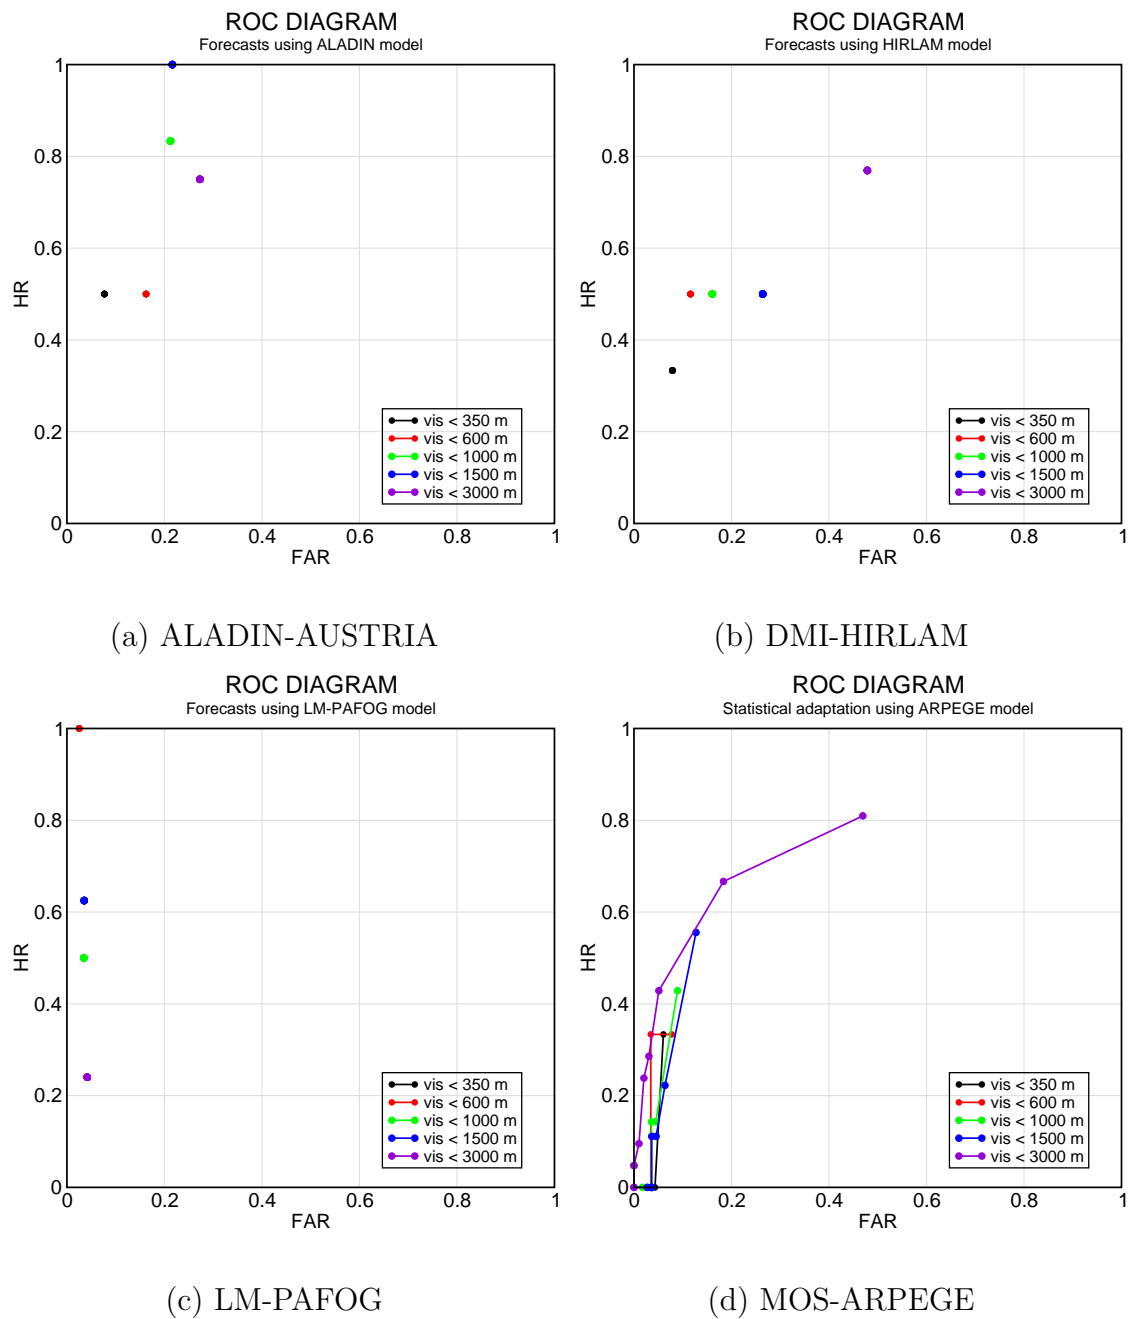 ROC DIAGRAM
Forecasts using ALADIN model
1
0.8
0.6
0.4
0.2
0
HR
0 0.2 0.4 0.6 0.8 1
FAR
vis < 350 m
vis < 600 m
vis < 1000 m
vis < 1500 m
vis < 3000 m
(a) ALADIN-AUSTRIA
ROC DIAGRAM
Forecasts using HIRLAM model
1
0.8
0.6
0.4
0.2
0
HR
0 0.2 0.4 0.6 0.8 1
FAR
vis < 350 m
vis < 600 m
vis < 1000 m
vis < 1500 m
vis < 3000 m
(b) DMI-HIRLAM
ROC DIAGRAM
Forecasts using LM-PAFOG model
1
0.8
0.6
0.4
0.2
0
HR
0 0.2 0.4 0.6 0.8 1
FAR
vis < 350 m
vis < 600 m
vis < 1000 m
vis < 1500 m
vis < 3000 m
(c) LM-PAFOG
ROC DIAGRAM
Statistical adaptation using ARPEGE model
1
0.8
0.6
0.4
0.2
0
HR
0 0.2 0.4 0.6 0.8 1
FAR
vis < 350 m
vis < 600 m
vis < 1000 m
vis < 1500 m
vis < 3000 m
(d) MOS-ARPEGE